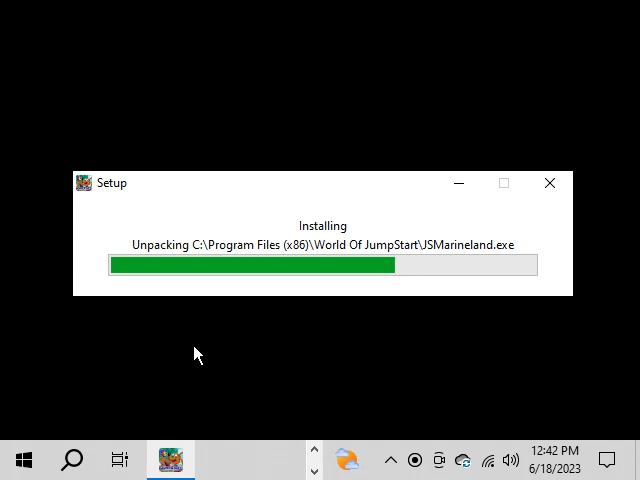 Setup
Installing
Unpacking C:\Program Files (x86)\World Of JumpStart\JSMarineland.exe
12:42 PM
6/18/2023